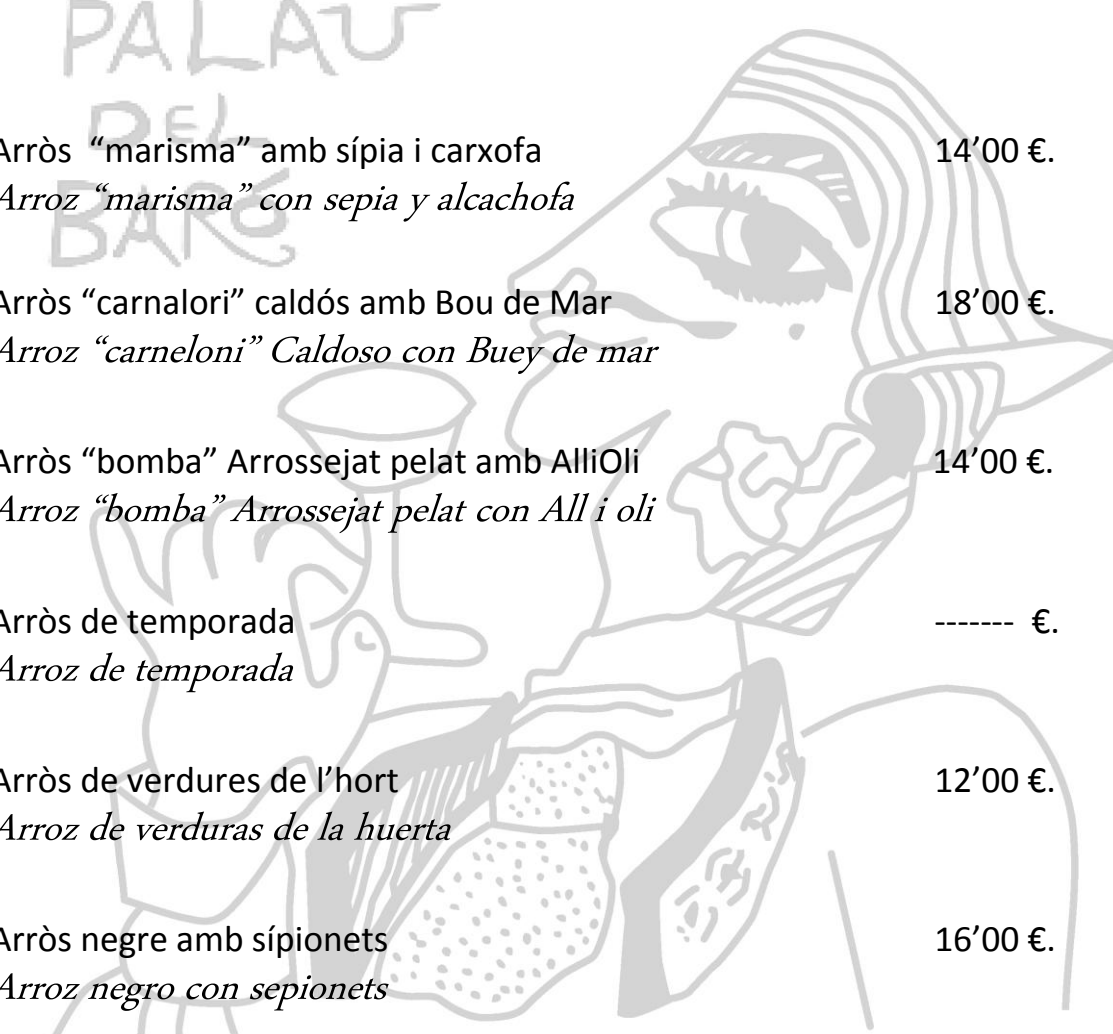 PALAU
DEL
BARÓ
Arròs “marisma” amb sípia i carxofa 14’00 €.
Arroz “marisma” con sepia y alcachofa
Arròs “carnalori” caldós amb Bou de Mar 18’00 €.
Arroz “carneloni” Caldoso con Buey de mar
Arròs “bomba” Arrossejat pelat amb AlliOli 14’00 €.
Arroz “bomba” Arrossejat pelat con All i oli
Arròs de temporada ------- €.
Arroz de temporada
Arròs de verdures de l’hort 12’00 €.
Arroz de verduras de la huerta
Arròs negre amb sípionets 16’00 €.
Arroz negro con sepionets